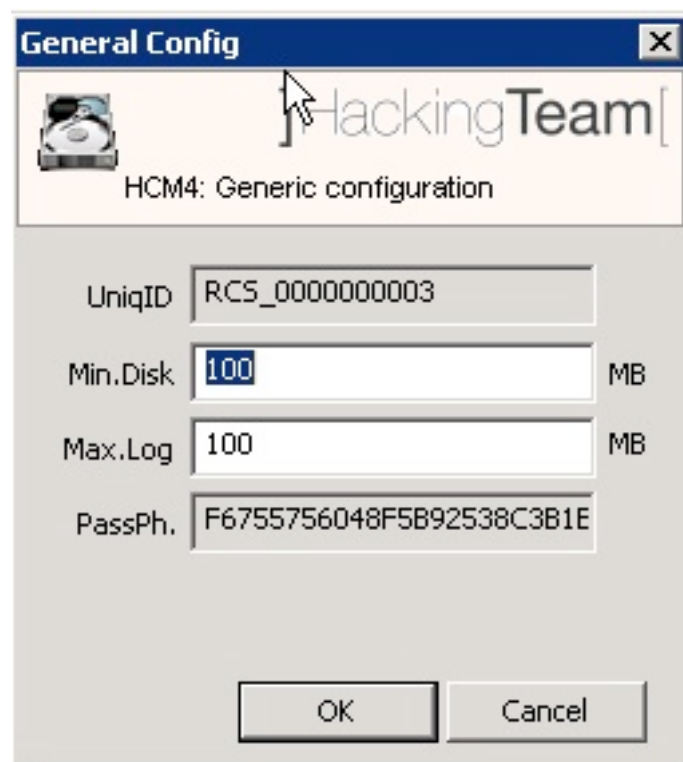 General Config
]HackingTeam[
HCM4: Generic configuration
UniqID RCS_0000000003
Min.Disk 100 MB
Max.Log 100 MB
PassPh. F6755756048F5B92538C3B1E
OK Cancel